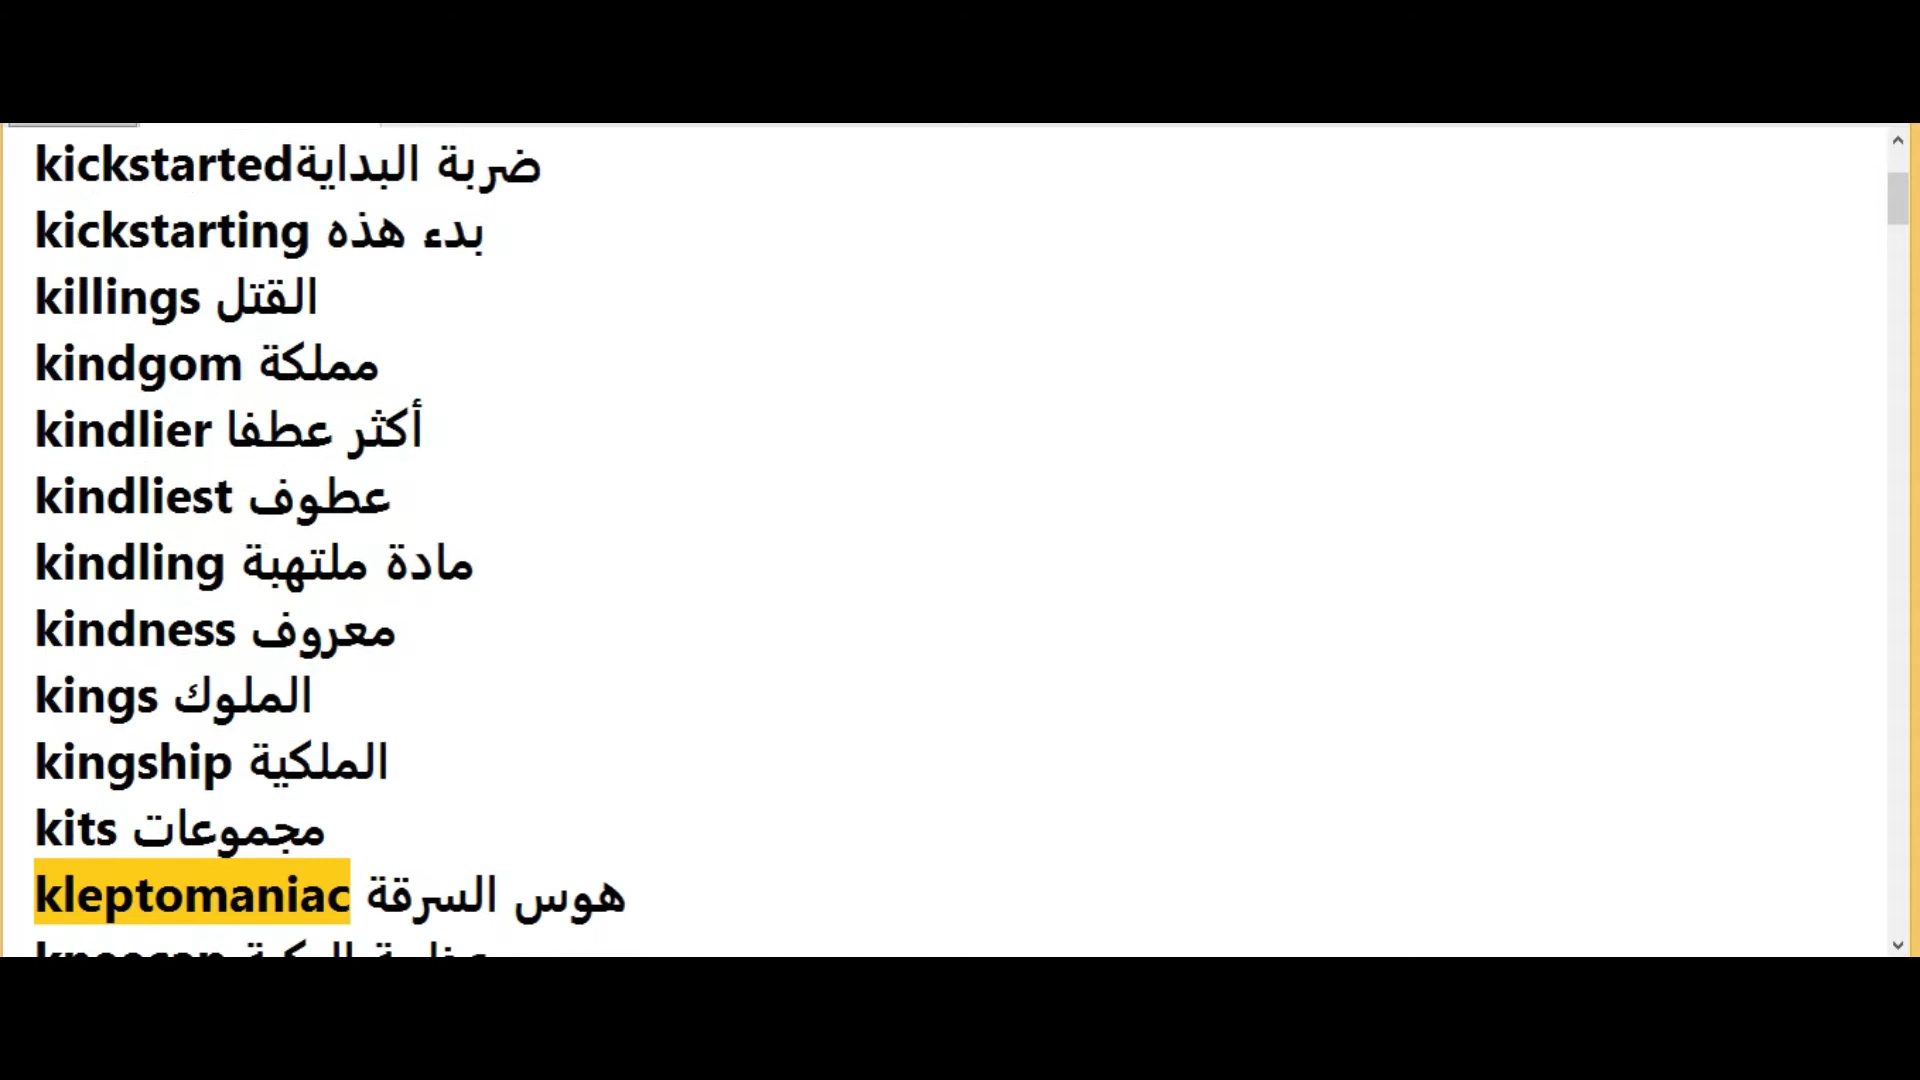 kickstartedضربة البداية
kickstarting بدء هذه
killings القتل
kindgom مملكة
kindlier أكثر عطفا
kindliest عطوف
kindling مادة ملتهبة
kindness معروف
kings الملوك
kingship الملكية
kits مجموعات
kleptomaniac هوس السرقة